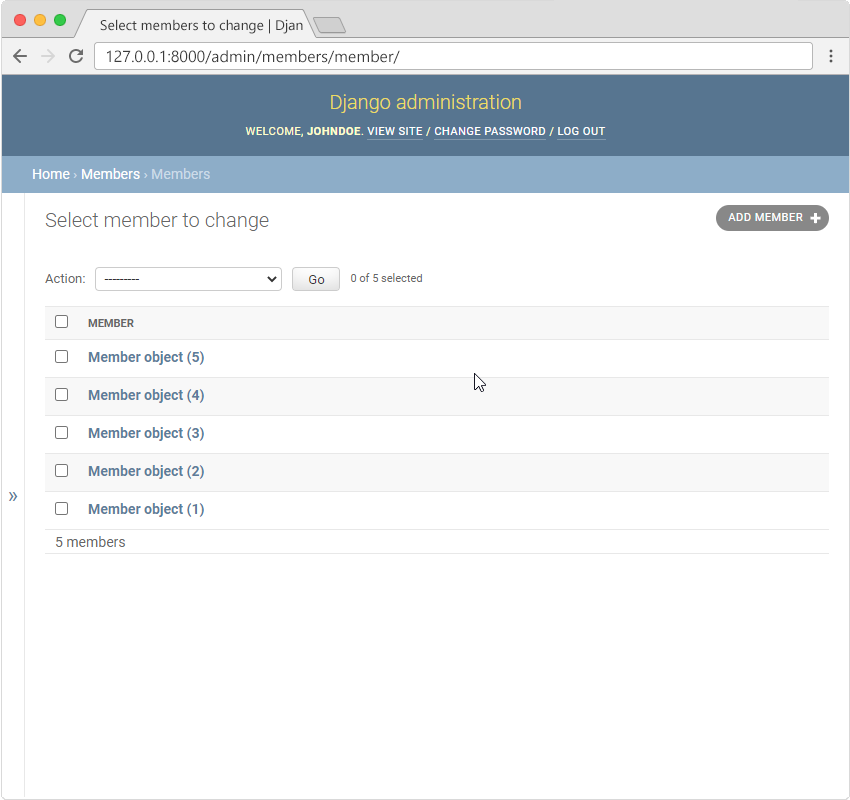 Select members to change | Djan
127.0.0.1:8000/admin/members/member/
Django administration
WELCOME, JOHNDOE. VIEW SITE / CHANGE PASSWORD / LOG OUT
Home › Members › Members
Select member to change
ADD MEMBER +
Action: --------- Go 0 of 5 selected
MEMBER
Member object (5)
Member object (4)
Member object (3)
Member object (2)
»
Member object (1)
5 members